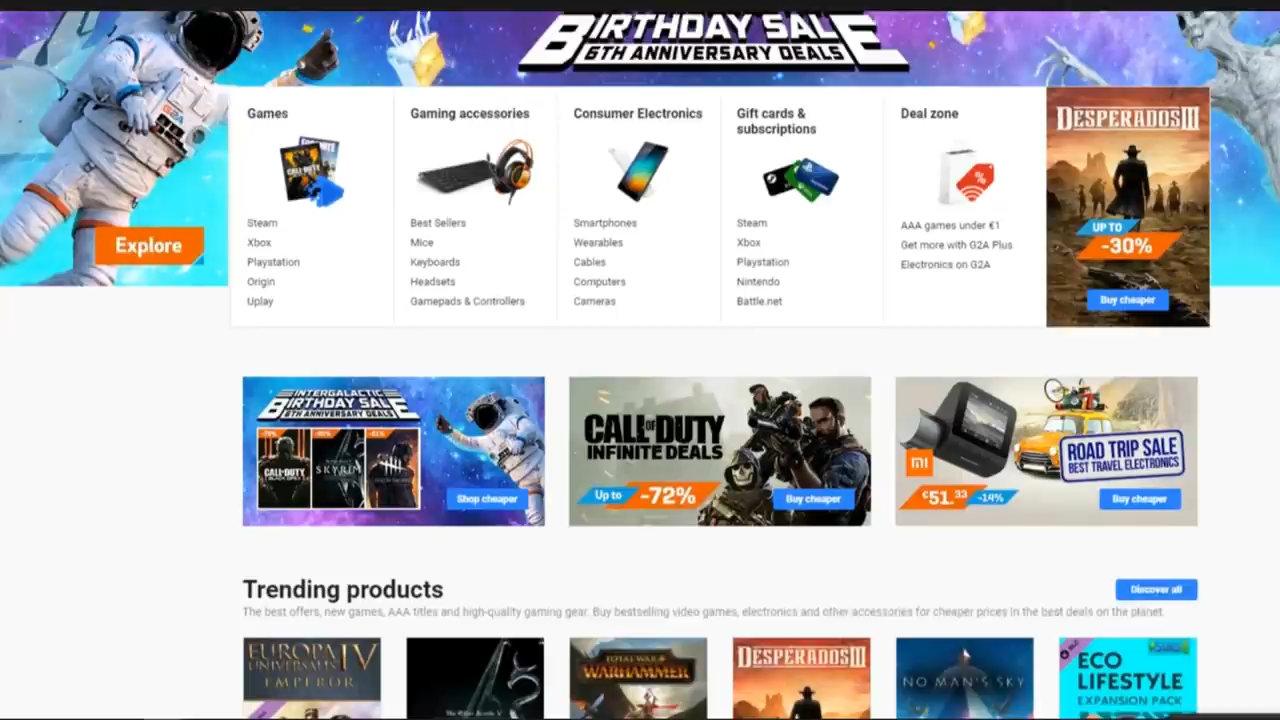 BIRTHDAY SALE
6TH ANNIVERSARY DEALS
G2A
Explore
Games
Steam
Xbox
Playstation
Origin
Uplay
Gaming accessories
Best Sellers
Mice
Keyboards
Headsets
Gamepads & Controllers
Consumer Electronics
Smartphones
Wearables
Cables
Computers
Cameras
Gift cards &
subscriptions
Steam
Xbox
Playstation
Nintendo
Battle.net
Deal zone
%
AAA games under €1
Get more with G2A Plus
Electronics on G2A
DESPERADOS III
UP TO
-30%
Buy cheaper
INTERGALACTIC
BIRTHDAY SALE
6TH ANNIVERSARY DEALS
CALL OF DUTY
SKYRIM
Shop cheaper
CALL OF DUTY
INFINITE DEALS
Up to -72%
Buy cheaper
MI
ROAD TRIP SALE
BEST TRAVEL ELECTRONICS
€51.33 -14%
Buy cheaper
Trending products
Discover all
The best offers, new games, AAA titles and high-quality gaming gear. Buy bestselling video games, electronics and other accessories for cheaper prices in the best deals on the planet.
EUROPA
UNIVERSALIS IV
EMPEROR
TOTAL WAR
WARHAMMER
DESPERADOS III
NO MAN'S SKY
ECO
LIFESTYLE
EXPANSION PACK